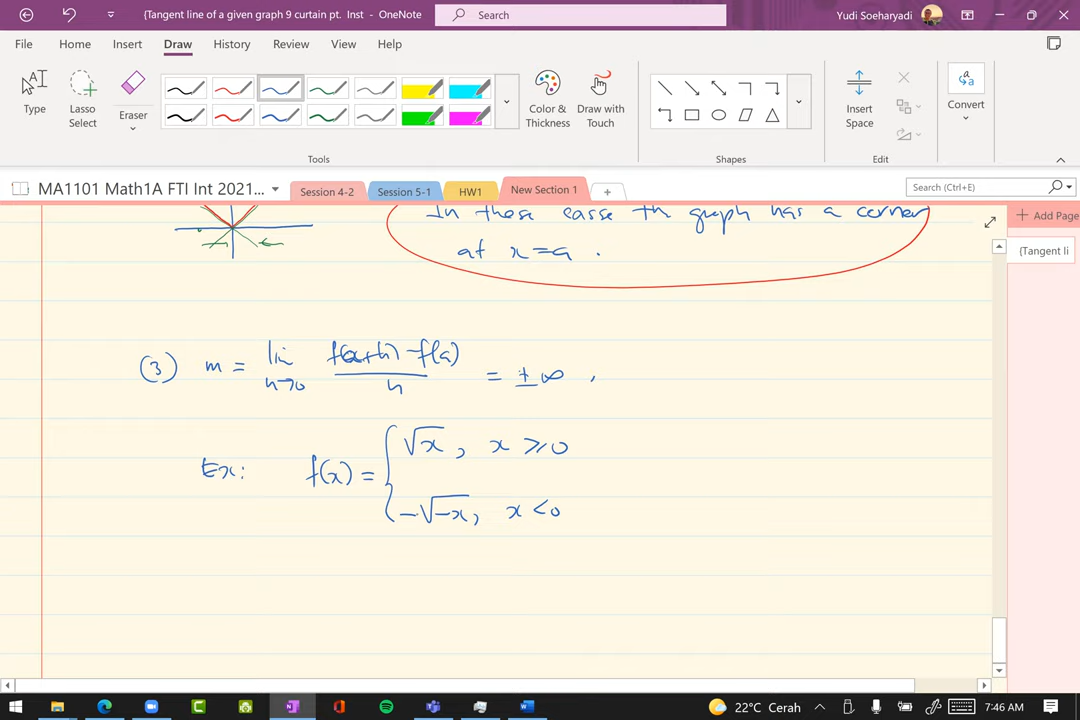 {Tangent line of a given graph 9 curtain pt. Inst - OneNote
Search
Yudi Soeharyadi
File Home Insert Draw History Review View Help
Type
Lasso Select
Eraser
Color & Thickness
Draw with Touch
Insert Space
Convert
Tools
Shapes
Edit
MA1101 Math1A FTI Int 2021...
Session 4-2
Session 5-1
HW1
New Section 1
+
Search (Ctrl+E)
Add Page
{Tangent li
In these casse th graph has a corner
at x=a .
(3) m = lim h→0 f(a+h) - f(a) / h = ± ∞ ,
Ex: f(x) = { √x , x ≥ 0
-√-x, x < 0
22°C Cerah
7:46 AM